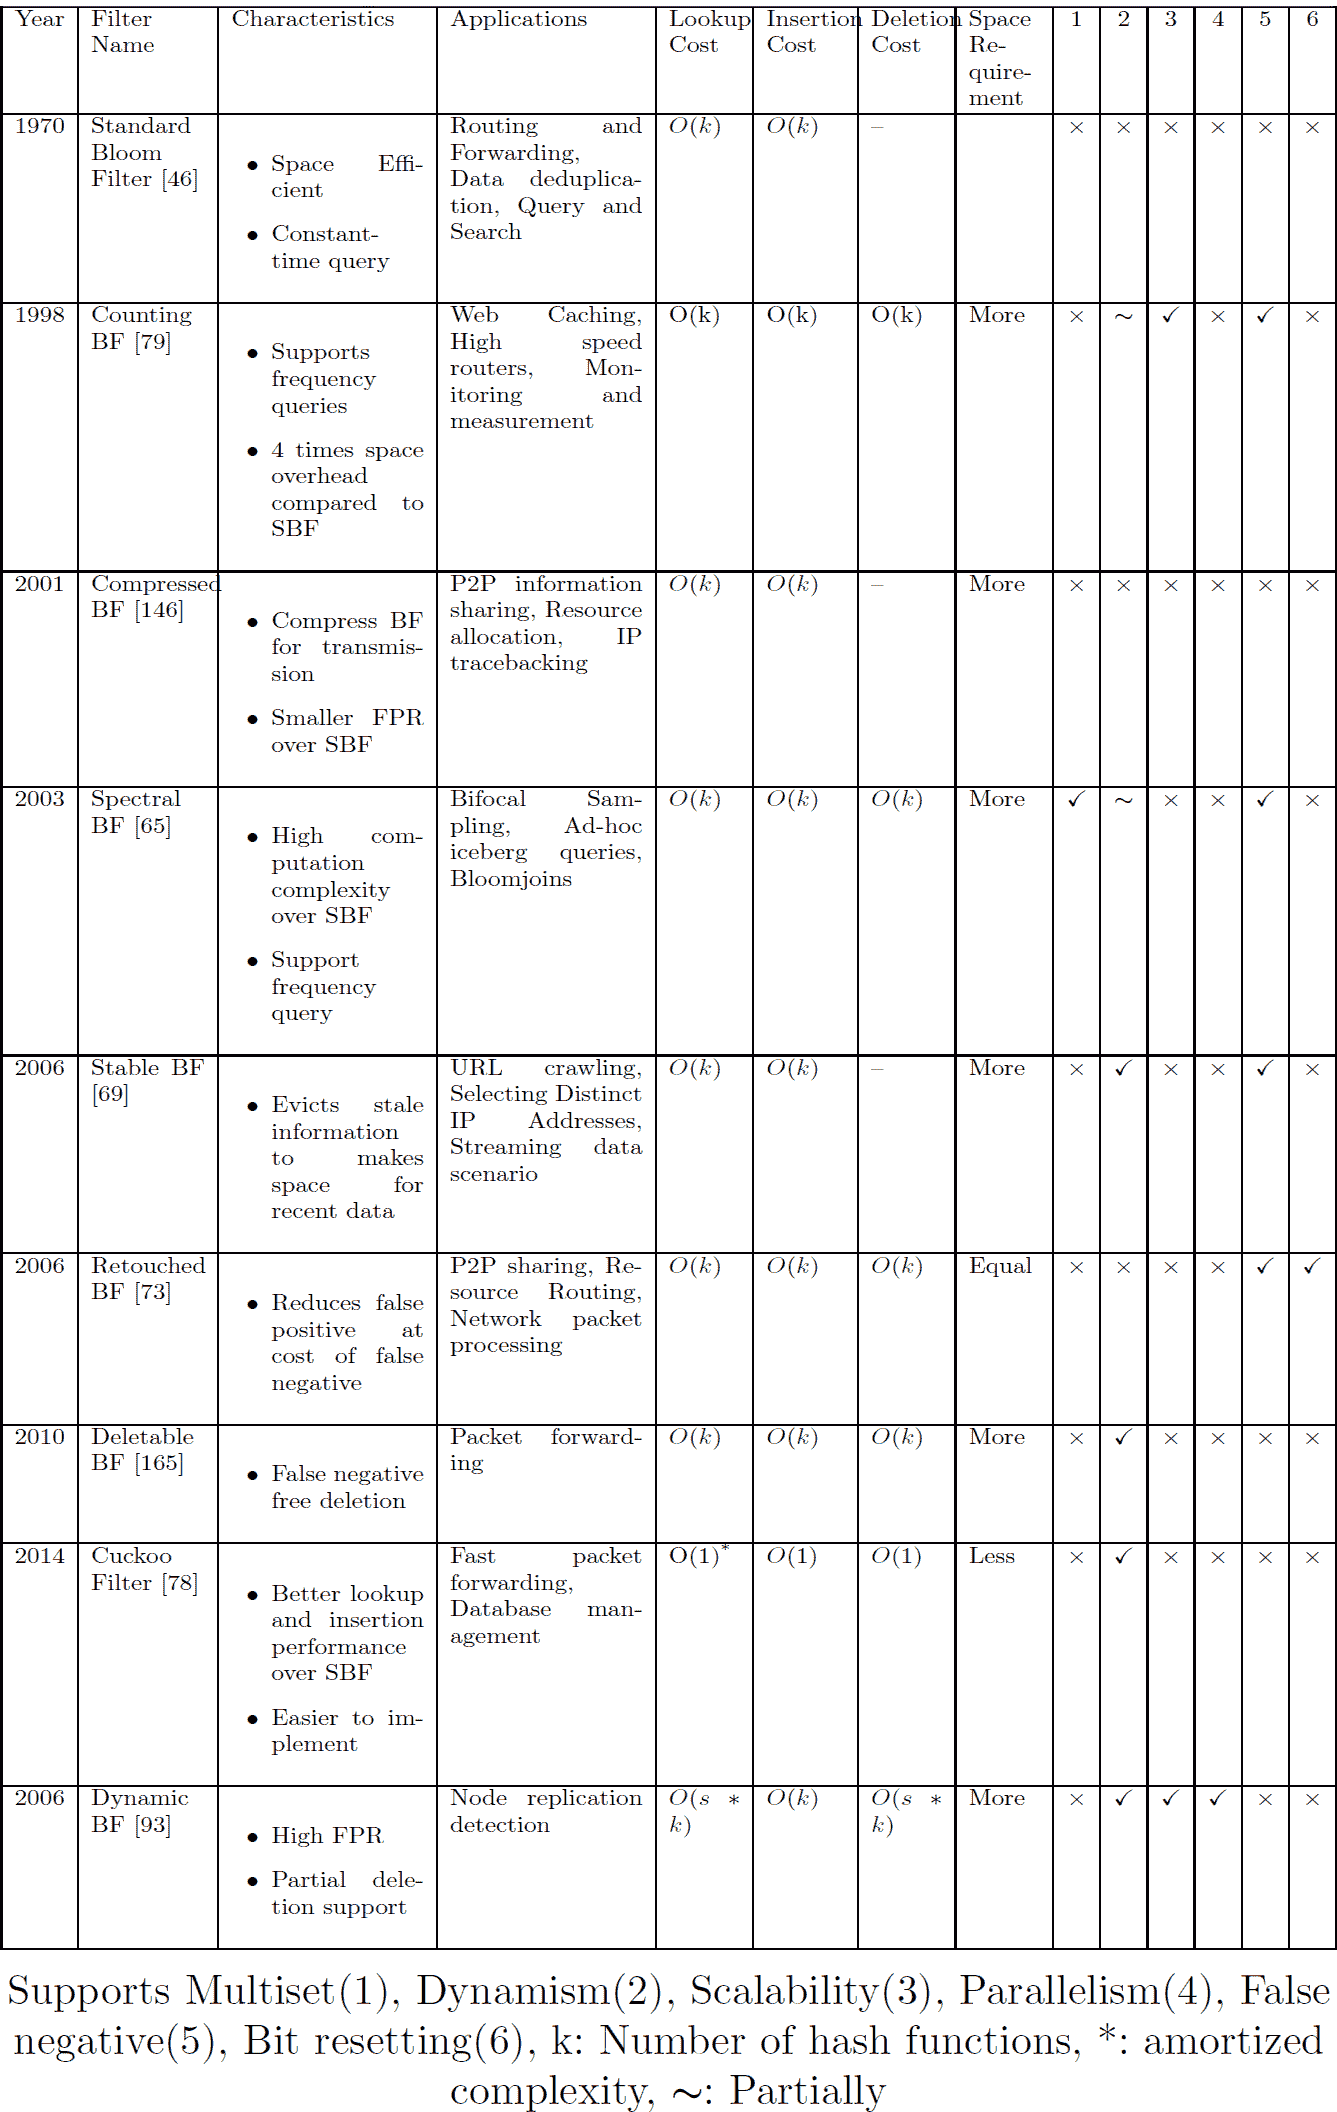 Year Filter Name Characteristics Applications Lookup Cost Insertion Cost Deletion Cost Space Re-quire-ment 1 2 3 4 5 6
1970 Standard Bloom Filter [46]
• Space Effi-
cient
• Constant-
time query
Routing and
Forwarding,
Data deduplica-
tion, Query and
Search
O(k) O(k) – × × × × × ×
1998 Counting
BF [79]
• Supports
frequency
queries
• 4 times space
overhead
compared to
SBF
Web Caching,
High speed
routers, Mon-
itoring and
measurement
O(k) O(k) O(k) More × ~ ✓ × ✓ ×
2001 Compressed
BF [146]
• Compress BF
for transmis-
sion
• Smaller FPR
over SBF
P2P information
sharing, Resource
allocation, IP
tracebacking
O(k) O(k) – More × × × × × ×
2003 Spectral
BF [65]
• High com-
putation
complexity
over SBF
• Support
frequency
query
Bifocal Sam-
pling, Ad-hoc
iceberg queries,
Bloomjoins
O(k) O(k) O(k) More ✓ ~ × × ✓ ×
2006 Stable BF
[69]
• Evicts stale
information
to makes
space for
recent data
URL crawling,
Selecting Distinct
IP Addresses,
Streaming data
scenario
O(k) O(k) – More × ✓ × × ✓ ×
2006 Retouched
BF [73]
• Reduces false
positive at
cost of false
negative
P2P sharing, Re-
source Routing,
Network packet
processing
O(k) O(k) O(k) Equal × × × × ✓ ✓
2010 Deletable
BF [165]
• False negative
free deletion
Packet forward-
ing
O(k) O(k) O(k) More × ✓ × × × ×
2014 Cuckoo
Filter [78]
• Better lookup
and insertion
performance
over SBF
• Easier to im-
plement
Fast packet
forwarding,
Database man-
agement
O(1)* O(1) O(1) Less × ✓ × × × ×
2006 Dynamic
BF [93]
• High FPR
• Partial dele-
tion support
Node replication
detection
O(s *
k)
O(k)
O(s *
k)
More × ✓ ✓ ✓ × ×
Supports Multiset(1), Dynamism(2), Scalability(3), Parallelism(4), False
negative(5), Bit resetting(6), k: Number of hash functions, *: amortized
complexity, ~: Partially